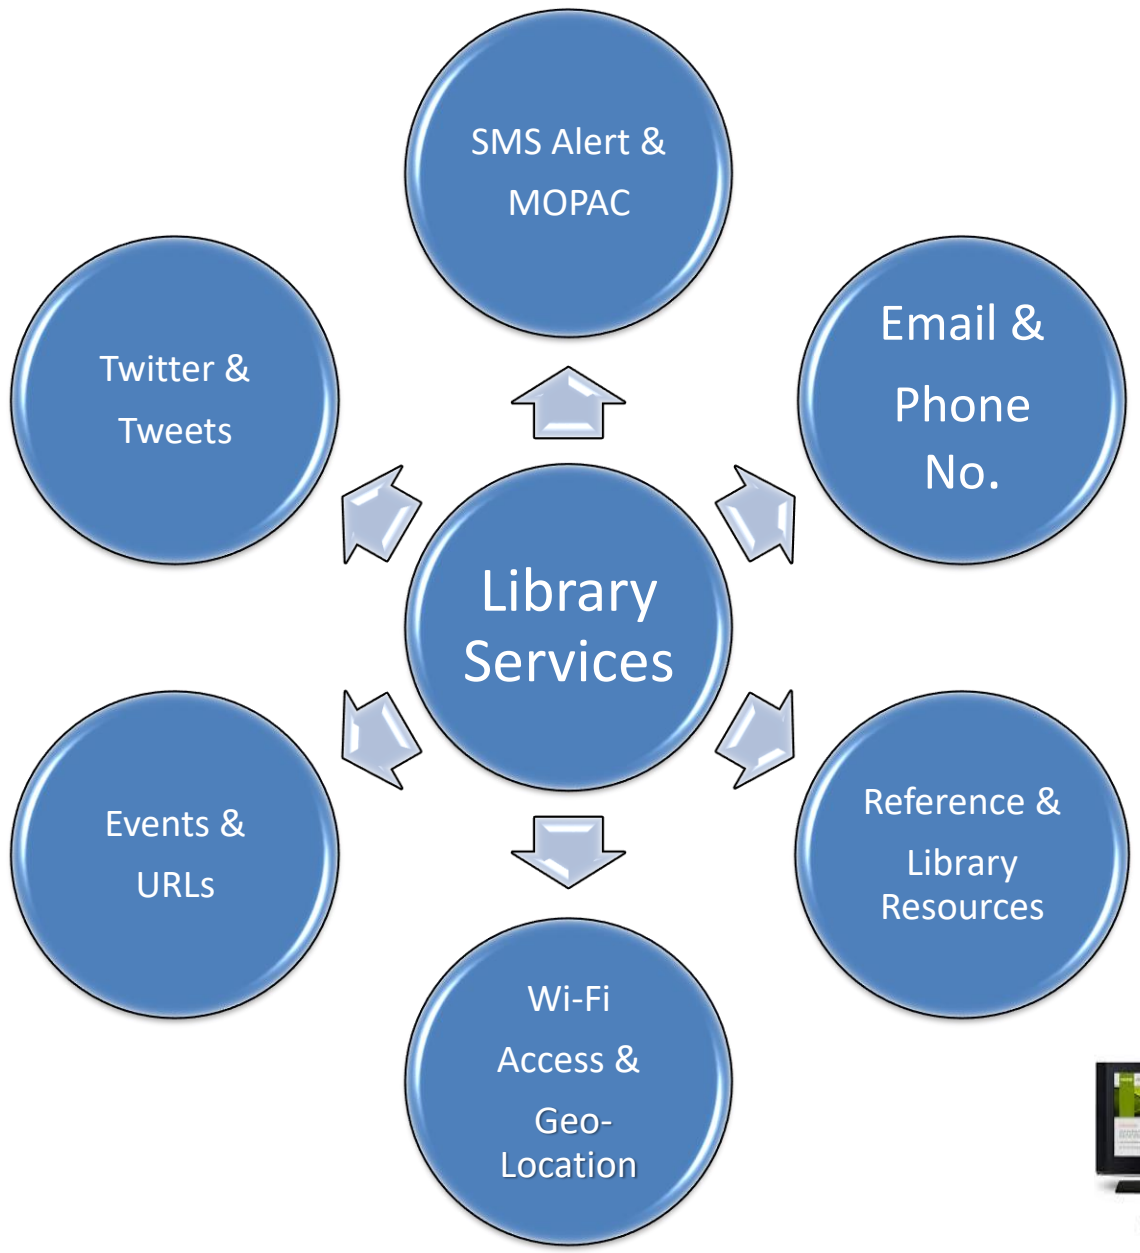 SMS Alert &
MOPAC
Email &
Phone
No.
Twitter &
Tweets
Library
Services
Reference &
Library
Resources
Events &
URLs
Wi-Fi
Access &
Geo-
Location